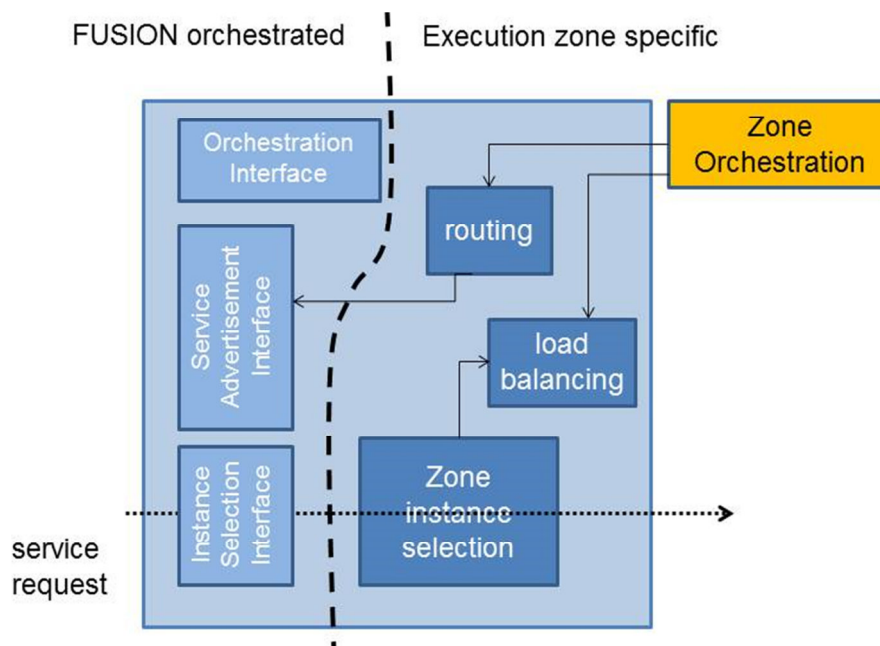 FUSION orchestrated
Execution zone specific
Orchestration
Interface
Zone
Orchestration
routing
Service
Advertisement
Interface
load
balancing
Instance
Selection
Interface
Zone
instance
selection
service
request